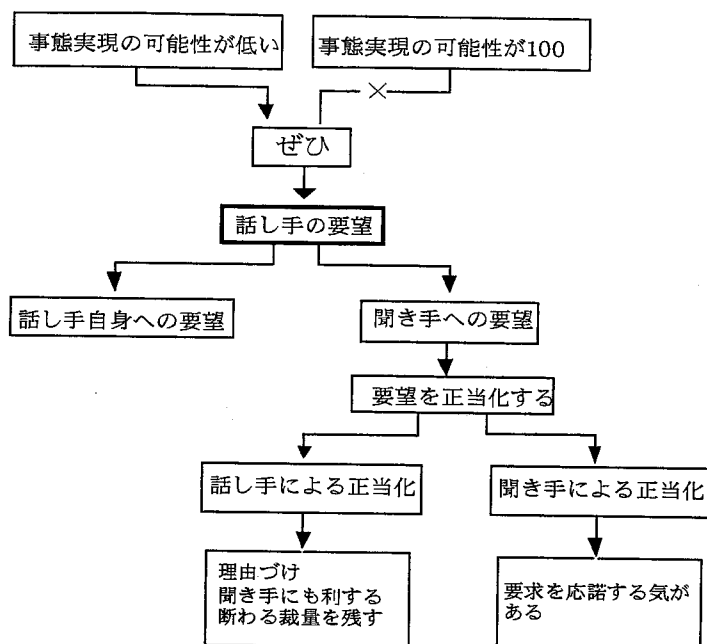 事態実現の可能性が低い
事態実現の可能性が100
×
ぜひ
話し手の要望
話し手自身への要望
聞き手への要望
要望を正当化する
話し手による正当化
聞き手による正当化
理由づけ
聞き手にも利する
断わる裁量を残す
要求を応諾する気が
ある